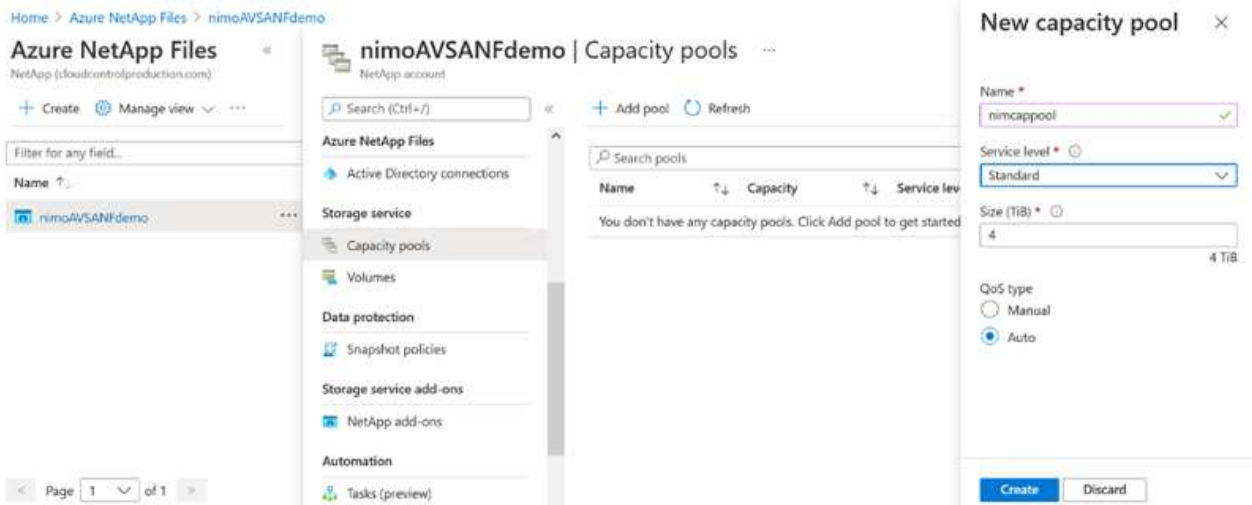 Home > Azure NetApp Files > nimoAVSANFdemo
Azure NetApp Files «
NetApp (cloudcontrolproduction.com)
+ Create Manage view ...
Filter for any field...
Name ↑↓
nimoAVSANFdemo ...
< Page 1 of 1 >
nimoAVSANFdemo | Capacity pools ...
NetApp account
Search (Ctrl+/) «
Azure NetApp Files
Active Directory connections
Storage service
Capacity pools
Volumes
Data protection
Snapshot policies
Storage service add-ons
NetApp add-ons
Automation
Tasks (preview)
+ Add pool Refresh
Search pools
Name ↑↓ Capacity ↑↓ Service lev
You don't have any capacity pools. Click Add pool to get started
New capacity pool ×
Name *
nimcappool
Service level *
Standard
Size (TiB) *
4
4 TiB
QoS type
Manual
Auto
Create Discard